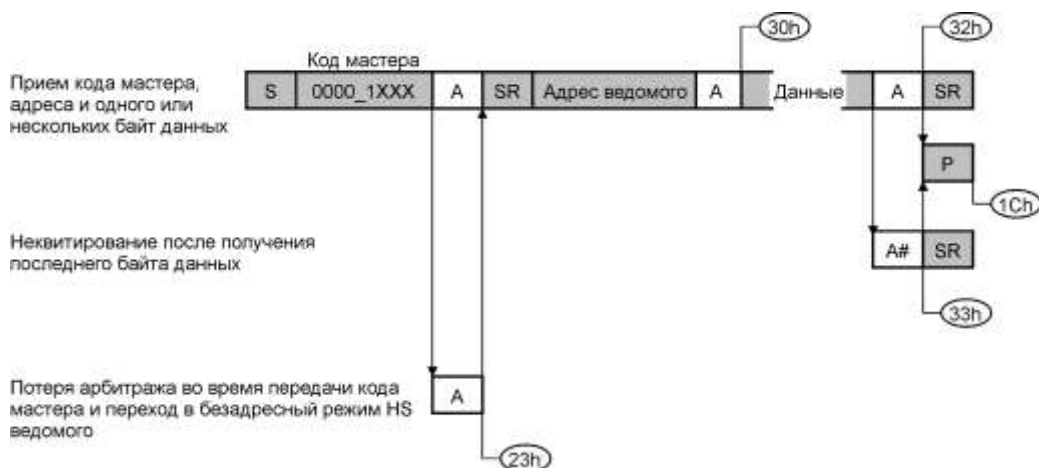 30h
32h
Код мастера
Прием кода мастера,
адреса и одного или
нескольких байт данных
S 0000_1XXX A SR Адрес ведомого A Данные A SR
P
1Ch
Неквитирование после получения
последнего байта данных
A# SR
33h
Потеря арбитража во время передачи кода
мастера и переход в безадресный режим HS
ведомого
A
23h